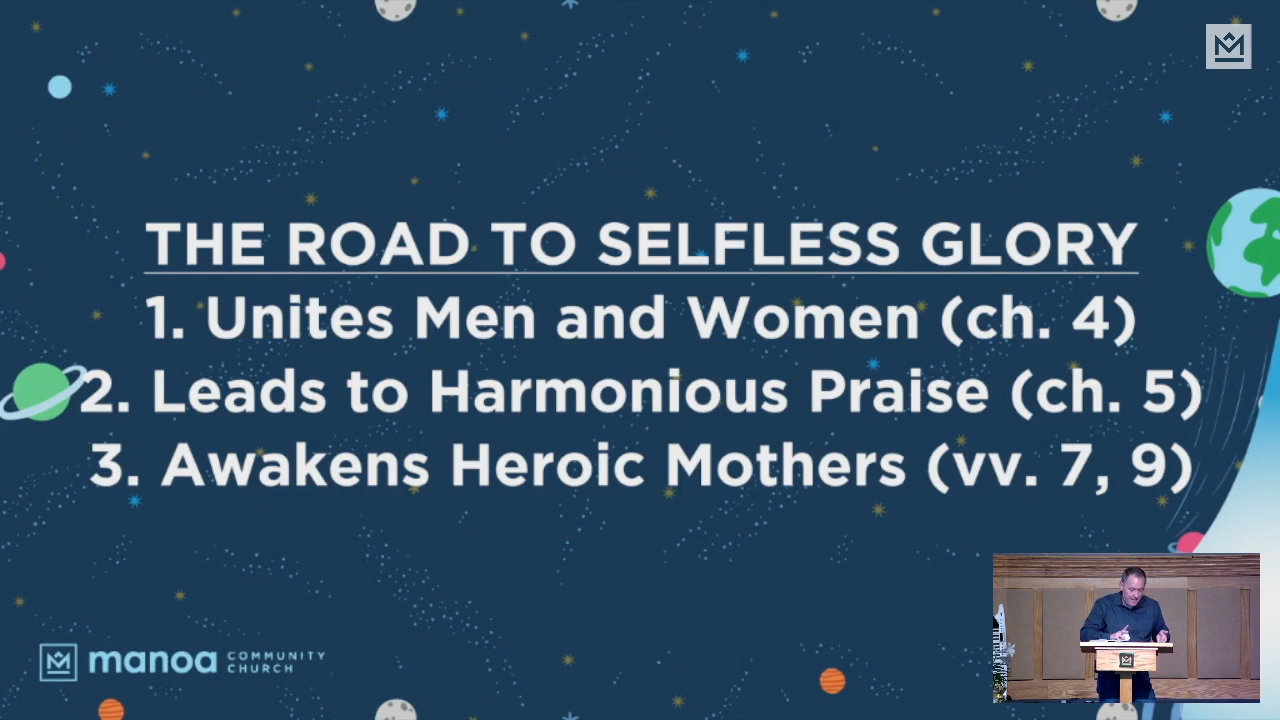 THE ROAD TO SELFLESS GLORY
1. Unites Men and Women (ch. 4)
2. Leads to Harmonious Praise (ch. 5)
3. Awakens Heroic Mothers (vv. 7, 9)
manoa COMMUNITY
CHURCH